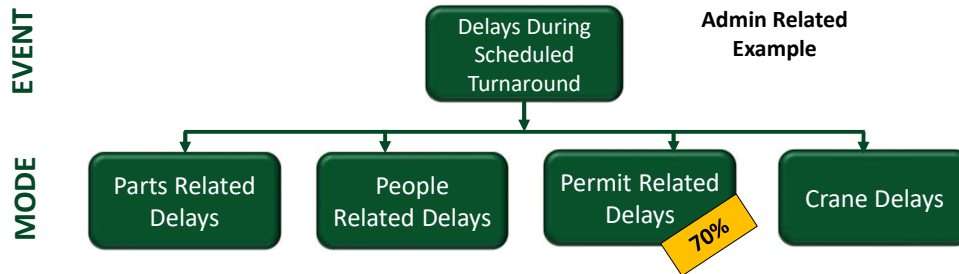 EVENT
Delays During
Scheduled
Turnaround
Admin Related
Example
MODE
Parts Related
Delays
People
Related Delays
Permit Related
Delays
70%
Crane Delays